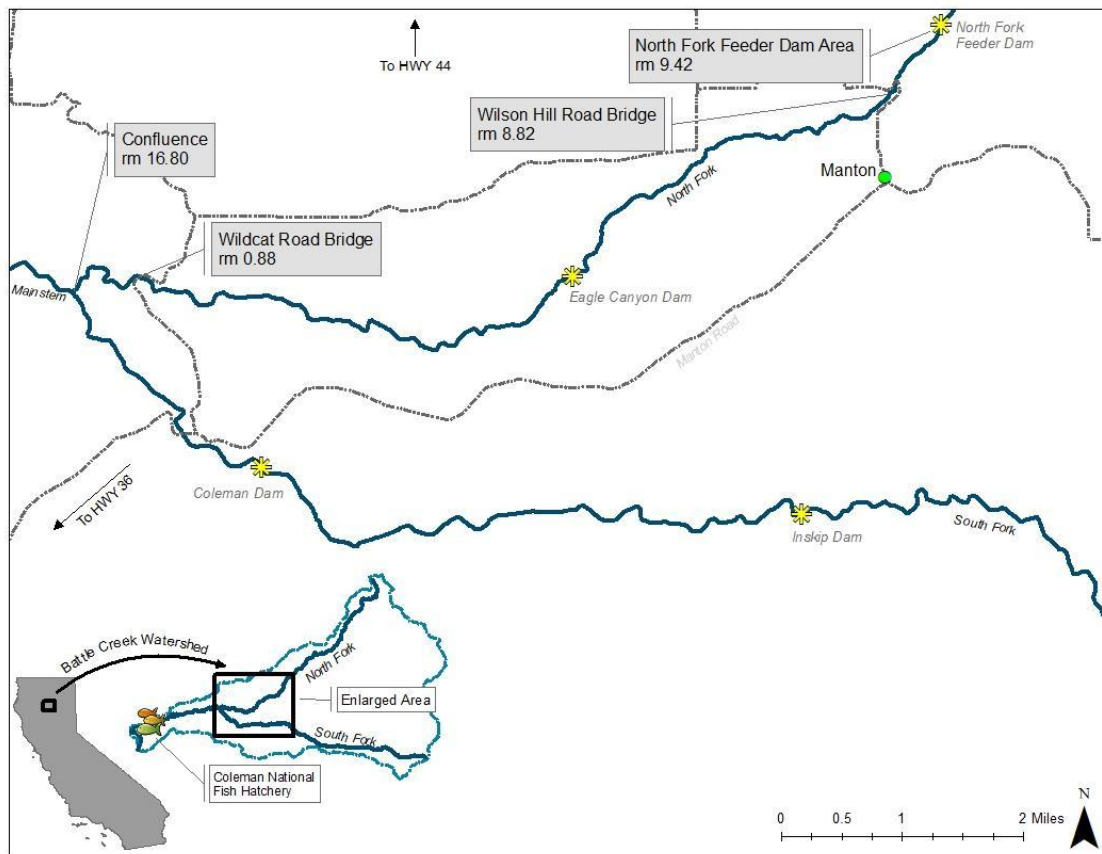 North Fork
Feeder Dam
North Fork Feeder Dam Area
rm 9.42
To HWY 44
Wilson Hill Road Bridge
rm 8.82
Confluence
rm 16.80
Manton
North Fork
Wildcat Road Bridge
rm 0.88
Mainstem
Eagle Canyon Dam
Manton Road
Coleman Dam
To HWY 36
Inskip Dam
South Fork
Battle Creek Watershed
North Fork
Enlarged Area
South Fork
Coleman National
Fish Hatchery
N
0 0.5 1 2 Miles